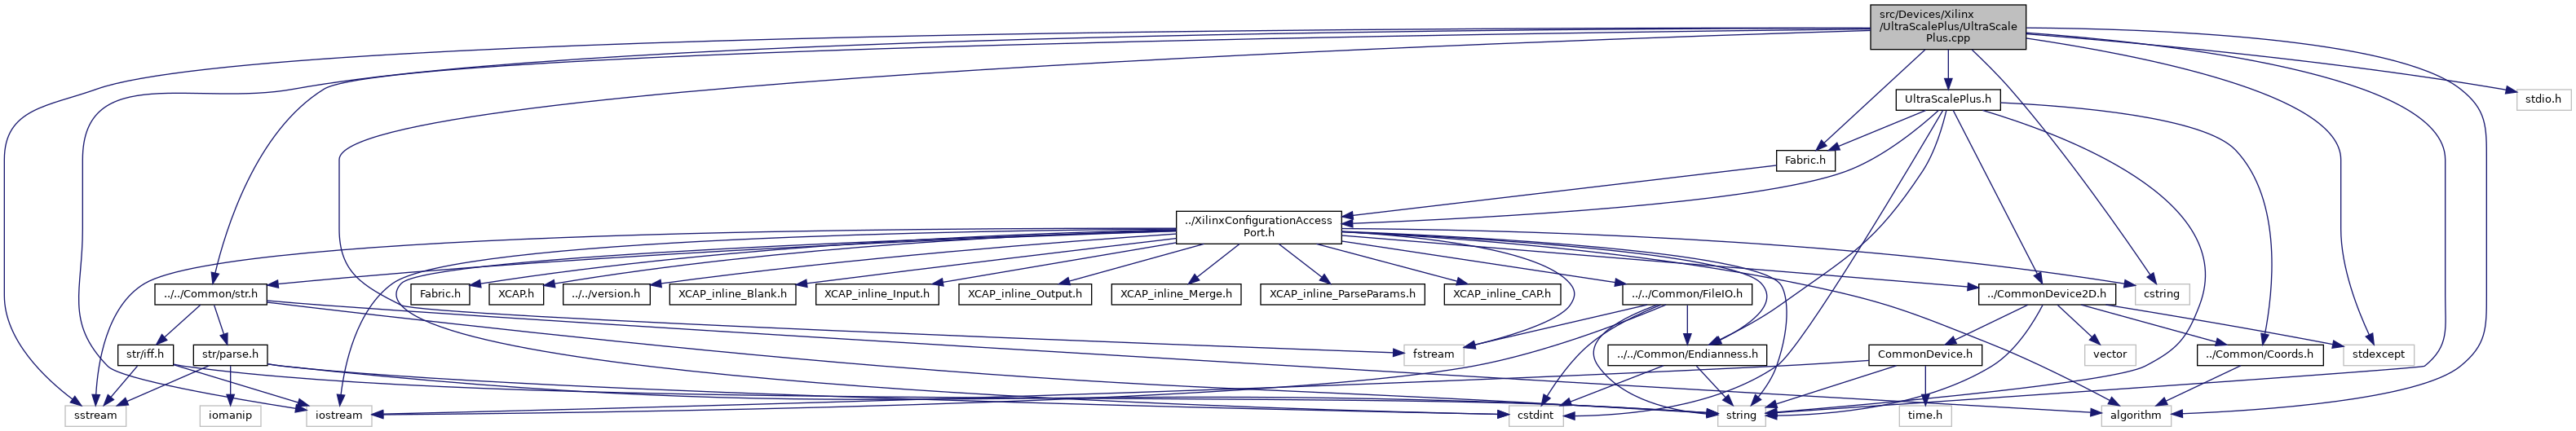 src/Devices/Xilinx
/UltraScalePlus/UltraScale
Plus.cpp
UltraScalePlus.h
stdio.h
Fabric.h
../XilinxConfigurationAccess
Port.h
../../Common/str.h
Fabric.h
XCAP.h
../../version.h
XCAP_inline_Blank.h
XCAP_inline_Input.h
XCAP_inline_Output.h
XCAP_inline_Merge.h
XCAP_inline_ParseParams.h
XCAP_inline_CAP.h
../../Common/FileIO.h
../CommonDevice2D.h
cstring
str/iff.h
str/parse.h
fstream
../../Common/Endianness.h
CommonDevice.h
vector
../Common/Coords.h
stdexcept
sstream
iomanip
iostream
cstdint
string
time.h
algorithm